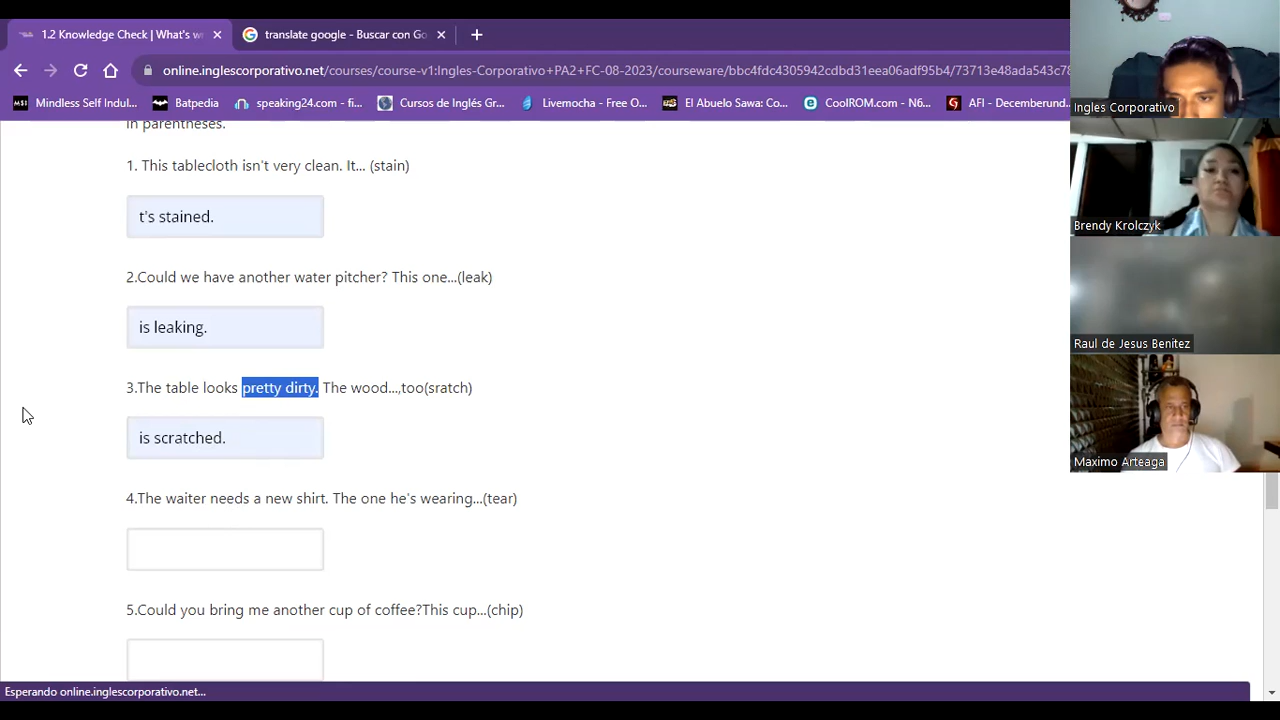 1.2 Knowledge Check | What's w
translate google - Buscar con Go
online.inglescorporativo.net/courses/course-v1:Ingles-Corporativo+PA2+FC-08-2023/courseware/bbc4fdc4305942cdbd31eea06adf95b4/73713e48ada543c78
Mindless Self Indul...
Batpedia
speaking24.com - fi...
Cursos de Inglés Gr...
Livemocha - Free O...
El Abuelo Sawa: Co...
CoolROM.com - N6...
AFI - Decemberund...
in parentheses.
1. This tablecloth isn't very clean. It... (stain)
t's stained.
2.Could we have another water pitcher? This one...(leak)
is leaking.
3.The table looks pretty dirty. The wood...,too(sratch)
is scratched.
4.The waiter needs a new shirt. The one he's wearing...(tear)
5.Could you bring me another cup of coffee?This cup...(chip)
Esperando online.inglescorporativo.net...
Ingles Corporativo
Brendy Krolczyk
Raul de Jesus Benitez
Maximo Arteaga